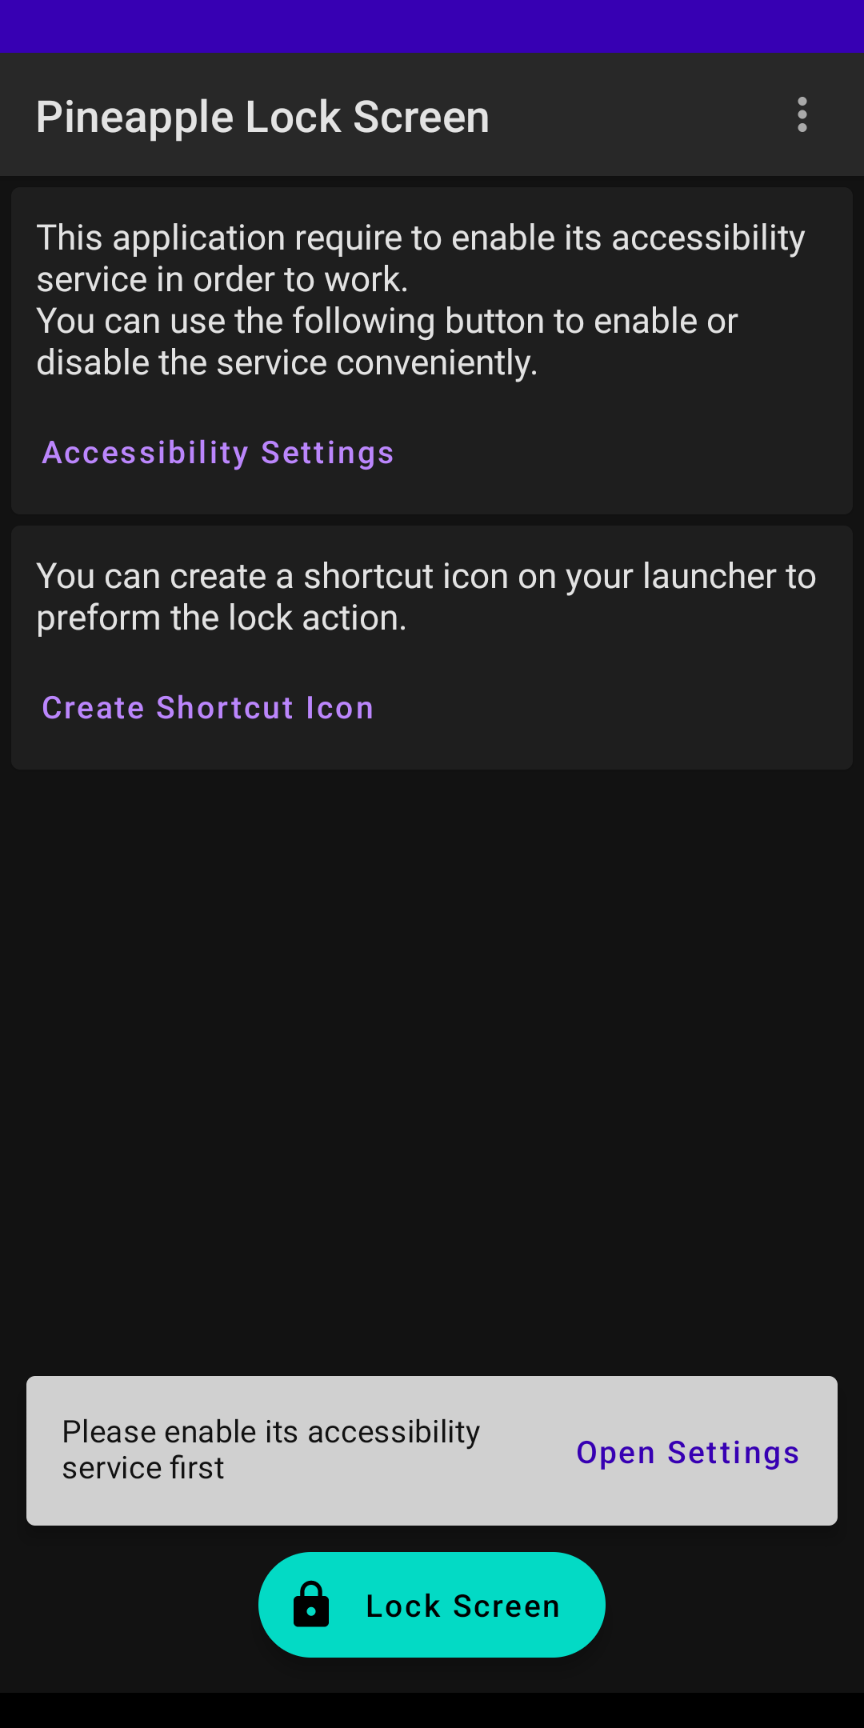 Pineapple Lock Screen
This application require to enable its accessibility
service in order to work.
You can use the following button to enable or
disable the service conveniently.
Accessibility Settings
You can create a shortcut icon on your launcher to
preform the lock action.
Create Shortcut Icon
Please enable its accessibility
service first
Open Settings
Lock Screen